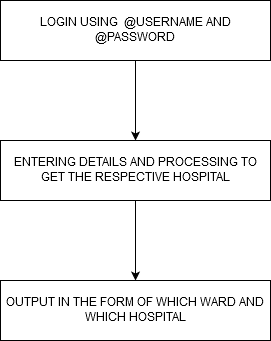 LOGIN USING @USERNAME AND
@PASSWORD
ENTERING DETAILS AND PROCESSING TO
GET THE RESPECTIVE HOSPITAL
OUTPUT IN THE FORM OF WHICH WARD AND
WHICH HOSPITAL